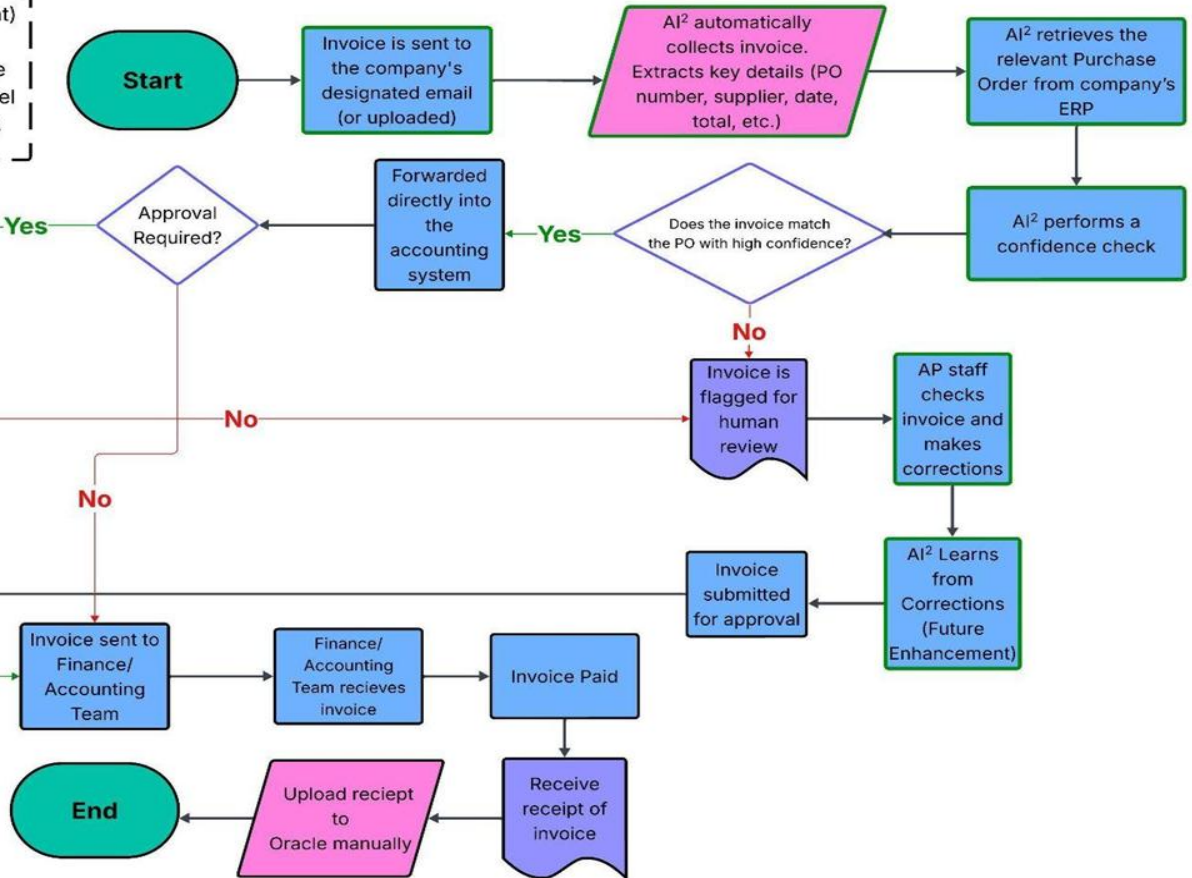 t)
e
el
Start
Invoice is sent to
the company's
designated email
(or uploaded)
AI² automatically
collects invoice.
Extracts key details (PO
number, supplier, date,
total, etc.)
AI² retrieves the
relevant Purchase
Order from company's
ERP
Yes
Approval
Required?
Forwarded
directly into
the
accounting
system
Yes
Does the invoice match
the PO with high confidence?
AI² performs a
confidence check
No
No
Invoice is
flagged for
human
review
AP staff
checks
invoice and
makes
corrections
No
Invoice
submitted
for approval
AI² Learns
from
Corrections
(Future
Enhancement)
Invoice sent to
Finance/
Accounting
Team
Finance/
Accounting
Team recieves
invoice
Invoice Paid
End
Upload reciept
to
Oracle manually
Receive
receipt of
invoice